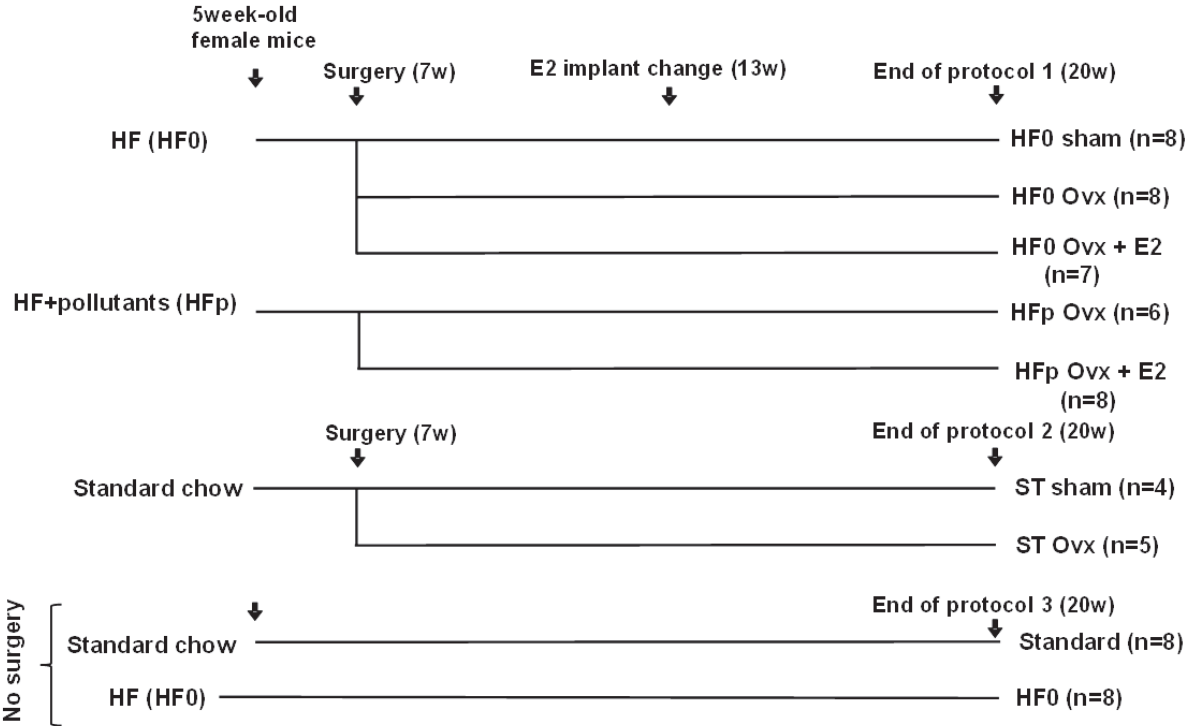 5week-old
female mice
Surgery (7w)
E2 implant change (13w)
End of protocol 1 (20w)
HF (HF0)
HF0 sham (n=8)
HF0 Ovx (n=8)
HF0 Ovx + E2
(n=7)
HF+pollutants (HFp)
HFp Ovx (n=6)
HFp Ovx + E2
(n=8)
Surgery (7w)
End of protocol 2 (20w)
Standard chow
ST sham (n=4)
ST Ovx (n=5)
No surgery
End of protocol 3 (20w)
Standard chow
Standard (n=8)
HF (HF0)
HF0 (n=8)